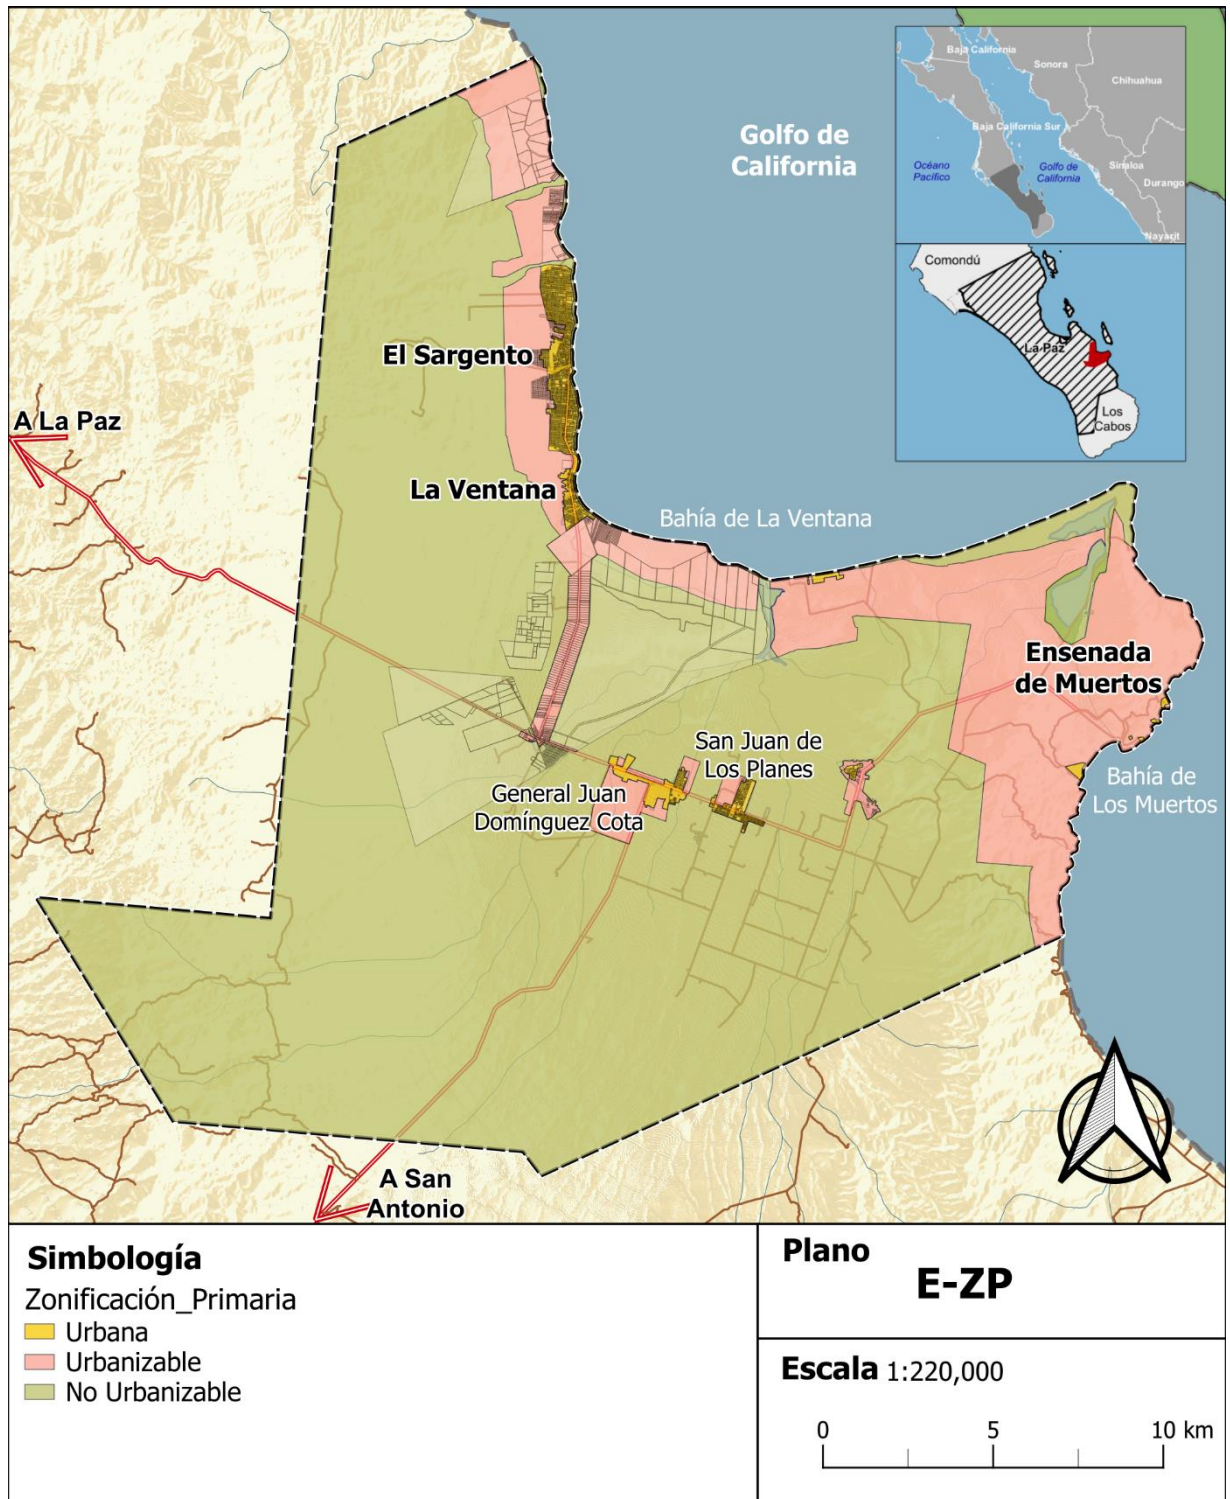 Golfo de
California
Baja California
Sonora
Chihuahua
Baja California Sur
Océano
Pacífico
Golfo de
California
Sinaloa
Durango
Nayarit
Comondú
La Paz
Los
Cabos
El Sargento
A La Paz
La Ventana
Bahía de La Ventana
Ensenada
de Muertos
San Juan de
Los Planes
General Juan
Domínguez Cota
Bahía de
Los Muertos
A San
Antonio
Simbología
Zonificación_Primaria
Urbana
Urbanizable
No Urbanizable
Plano
E-ZP
Escala 1:220,000
0 5 10 km